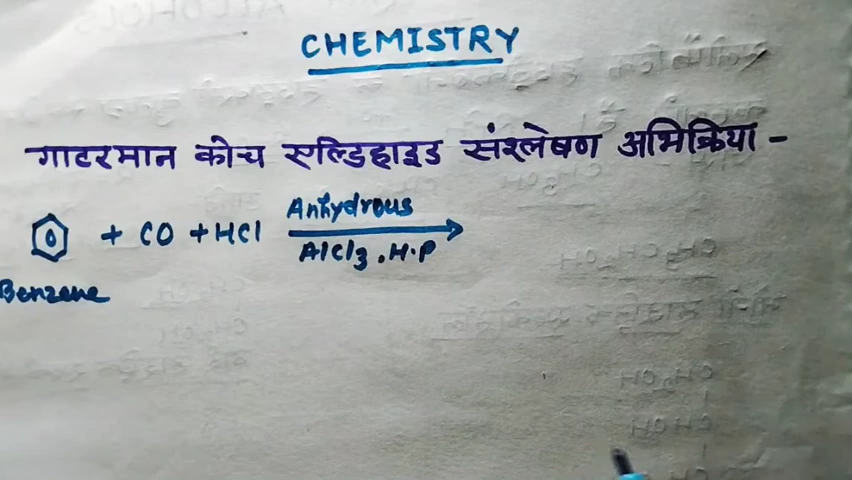 CHEMISTRY
गाटरमान कोच एल्डिहाइड संश्लेषण अभिक्रिया -
+ CO + HCl Anhydrous
AlCl3 . H.P
Benzene